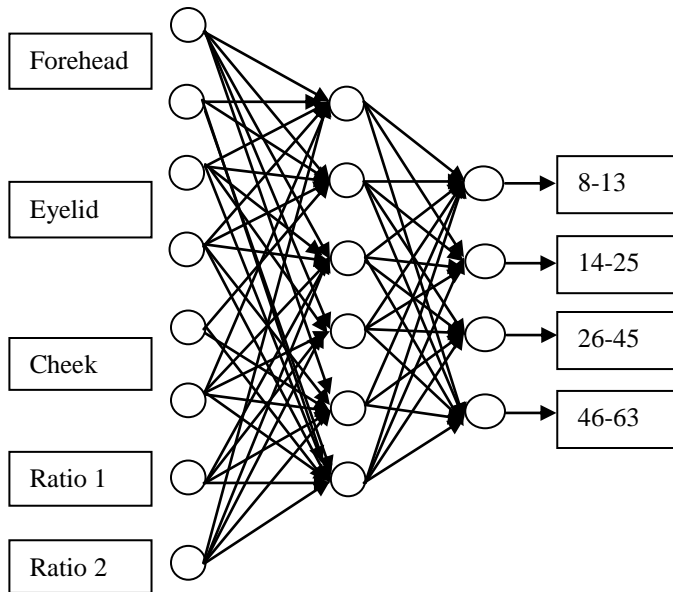 Forehead
Eyelid
Cheek
Ratio 1
Ratio 2
8-13
14-25
26-45
46-63